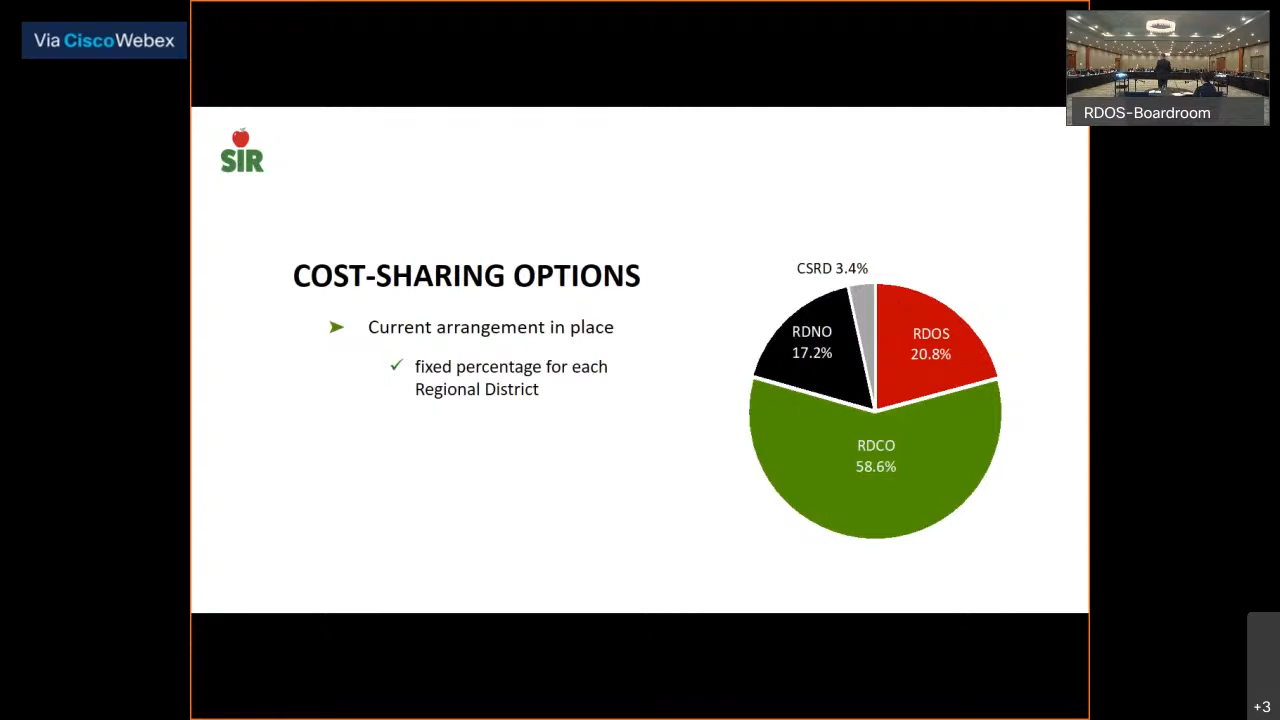 Via CiscoWebex
RDOS-Boardroom
SIR
COST-SHARING OPTIONS
Current arrangement in place
fixed percentage for each
Regional District
CSRD 3.4%
RDNO
17.2%
RDOS
20.8%
RDCO
58.6%
+3